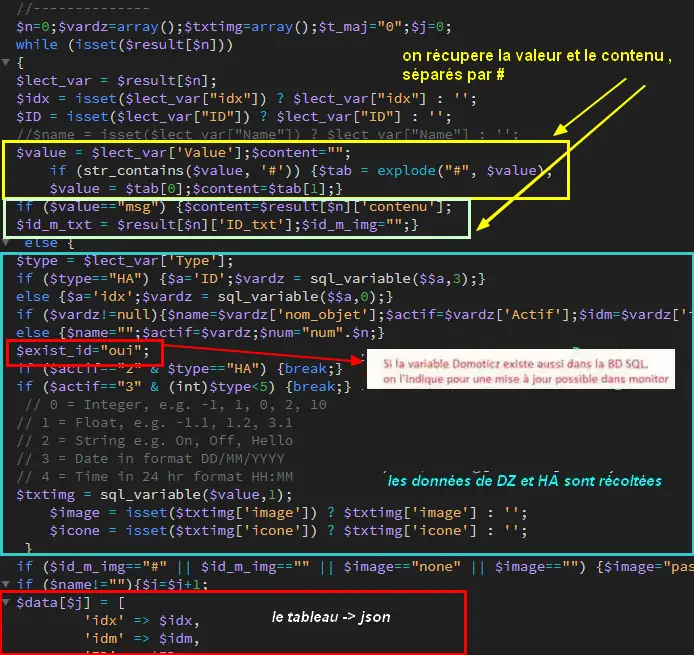 //--------------
$n=0;$vardz=array();$txtimg=array();$t_maj="0";$j=0;
while (isset($result[$n]))
{
on récupere la valeur et le contenu ,
séparés par #
$lect_var = $result[$n];
$idx = isset($lect_var["idx"]) ? $lect_var["idx"] : '';
$ID = isset($lect_var["ID"]) ? $lect_var["ID"] : '';
//$name = isset($lect_var["Name"]) ? $lect_var["Name"] : '';
$value = $lect_var['Value'];$content="";
if (str_contains($value, '#')) {$tab = explode("#", $value);
$value = $tab[0];$content=$tab[1];}
if ($value=="msg") {$content=$result[$n]['contenu'];
$id_m_txt = $result[$n]['ID_txt'];$id_m_img="";}
else {
$type = $lect_var['Type'];
if ($type=="HA") {$a='ID';$vardz = sql_variable($$a,3);}
else {$a='idx';$vardz = sql_variable($$a,0);}
if ($vardz!=null){$name=$vardz['nom_objet'];$actif=$vardz['Actif'];$idm=$vardz['
else {$name="";$actif=$vardz;$num="num".$n;}
$exist_id="oui";
Si la variable Domoticz existe aussi dans la BD SQL,
on l'indique pour une mise à jour possible dans monitor
if ($actif=="2" & $type=="HA") {break;}
if ($actif=="3" & (int)$type<5) {break;}
// 0 = Integer, e.g. -1, 1, 0, 2, 10
// 1 = Float, e.g. -1.1, 1.2, 3.1
// 2 = String e.g. On, Off, Hello
// 3 = Date in format DD/MM/YYYY
// 4 = Time in 24 hr format HH:MM
les données de DZ et HA sont récoltées
$txtimg = sql_variable($value,1);
$image = isset($txtimg['image']) ? $txtimg['image'] : '';
$icone = isset($txtimg['icone']) ? $txtimg['icone'] : '';
}
if ($id_m_img=="#" || $id_m_img=="" || $image=="none" || $image=="") {$image="pas
if ($name!=""){$j=$j+1;
$data[$j] = [
'idx' => $idx,
le tableau -> json
'idm' => $idm,